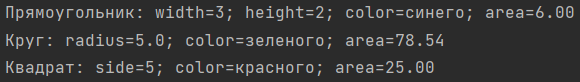 Прямоугольник: width=3; height=2; color=синего; area=6.00
Круг: radius=5.0; color=зеленого; area=78.54
Квадрат: side=5; color=красного; area=25.00